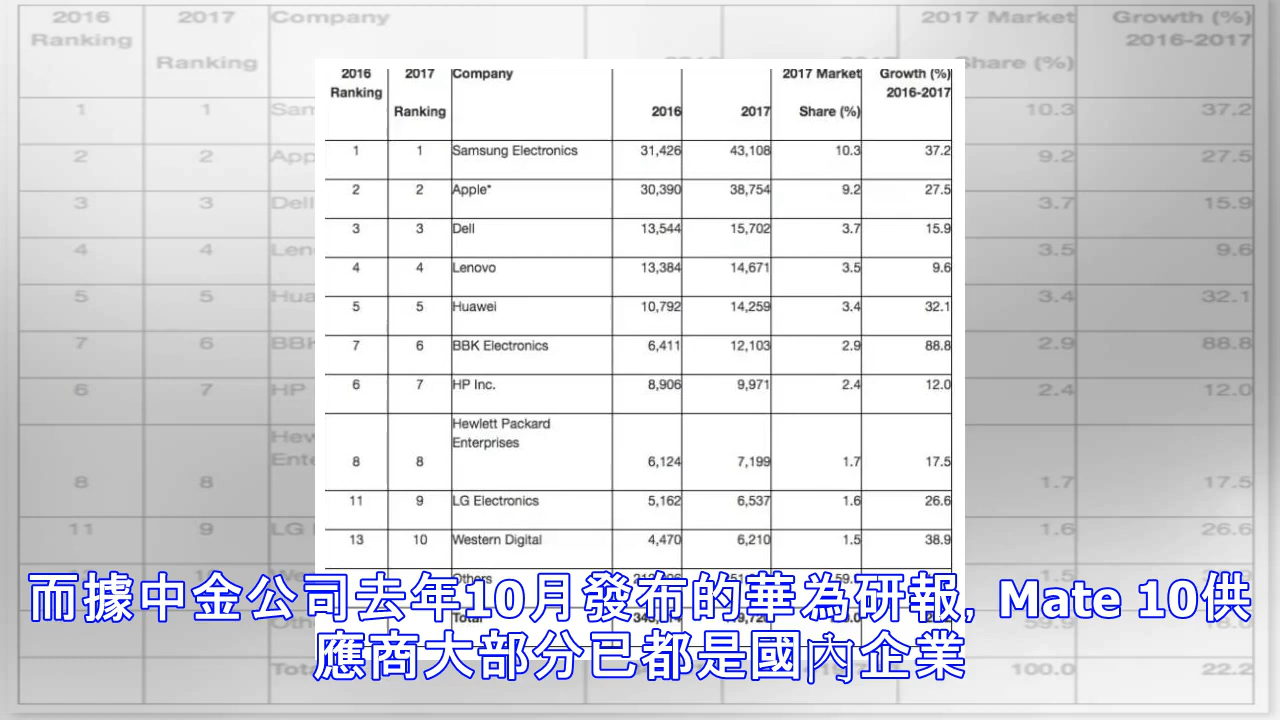 2016 2017 Company 2017 Market Growth (%)
Ranking 2016-2017
Ranking 2016 2017 Share (%)
1 1 Samsung Electronics 31,426 43,108 10.3 37.2
2 2 Apple* 30,390 38,754 9.2 27.5
3 3 Dell 13,544 15,702 3.7 15.9
4 4 Lenovo 13,384 14,671 3.5 9.6
5 5 Huawei 10,792 14,259 3.4 32.1
7 6 BBK Electronics 6,411 12,103 2.9 88.8
6 7 HP Inc. 8,906 9,971 2.4 12.0
Hewlett Packard
Enterprises
8 8 6,124 7,199 1.7 17.5
11 9 LG Electronics 5,162 6,537 1.6 26.6
13 10 Western Digital 4,470 6,210 1.5 38.9
Others
Total 100.0 22.2
而據中金公司去年10月發布的華為研報, Mate 10供
應商大部分已都是國內企業